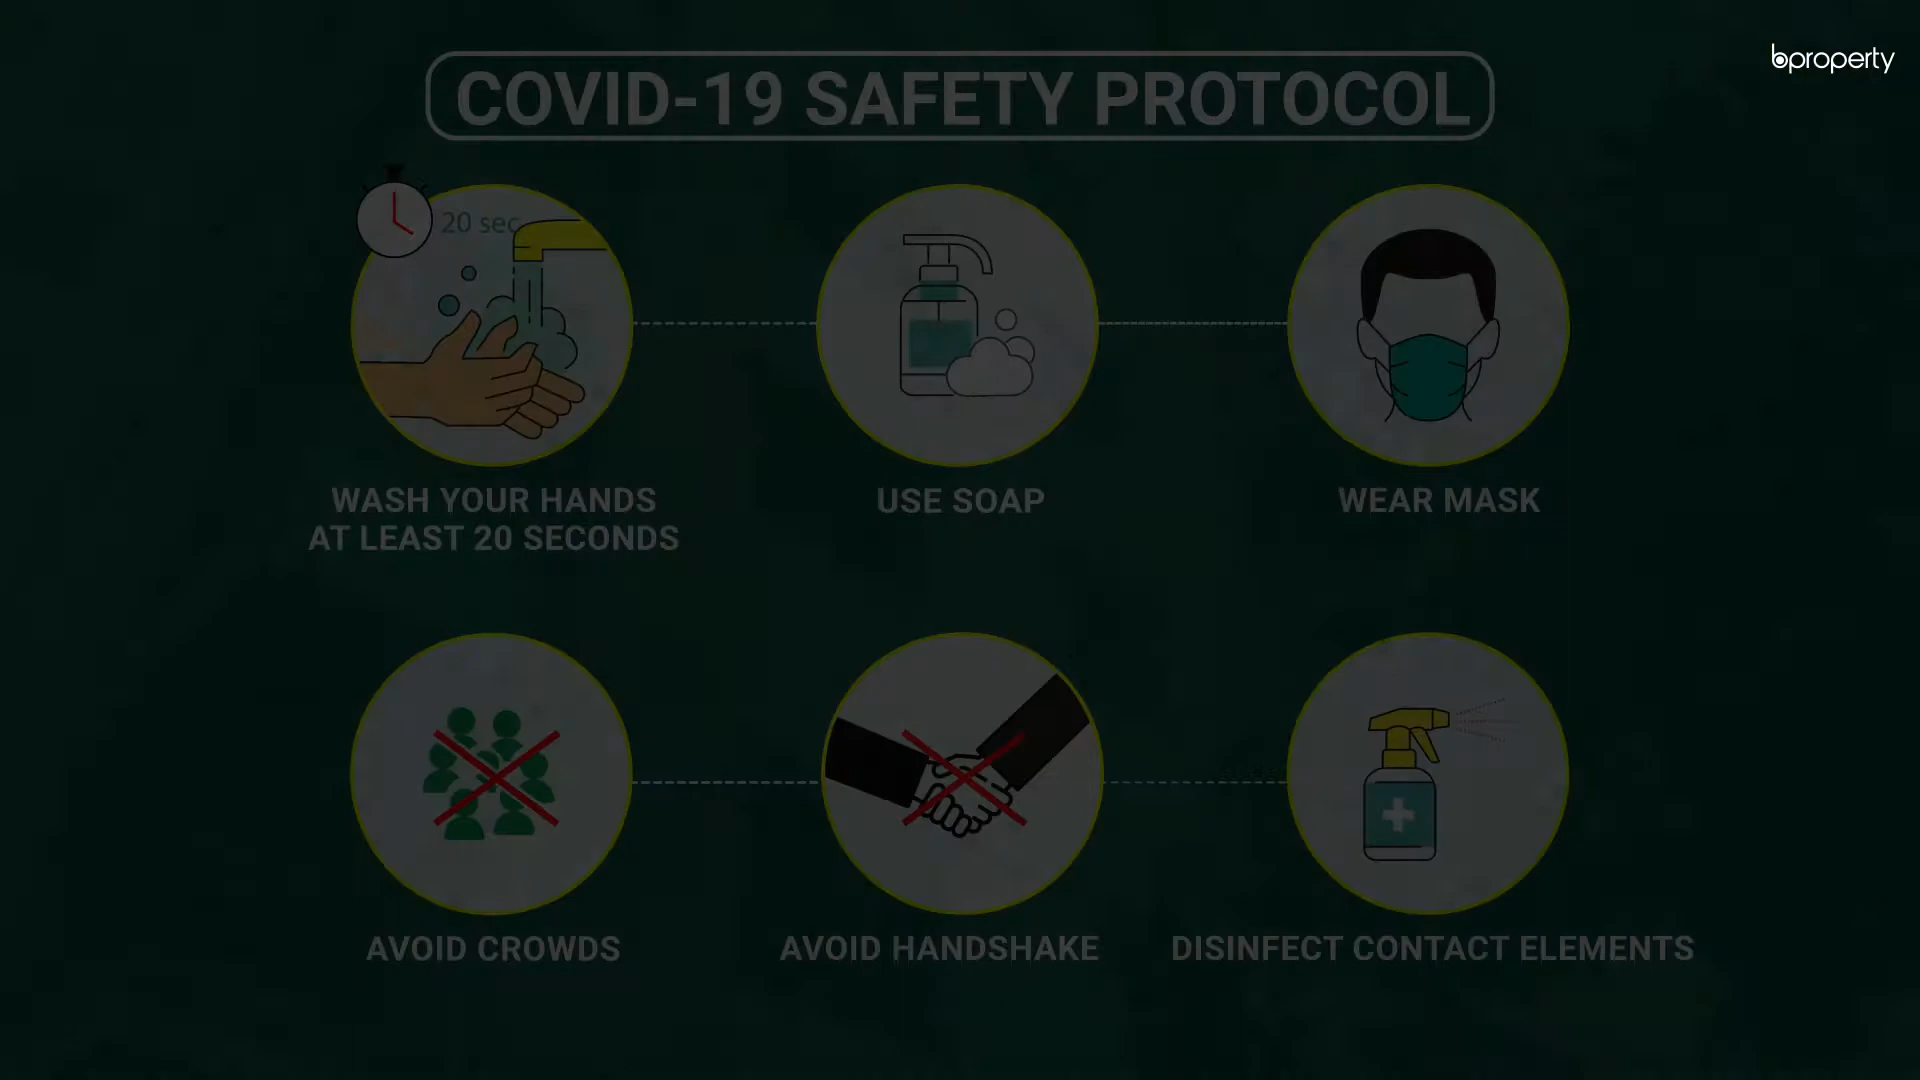 bproperty
COVID-19 SAFETY PROTOCOL
20 sec
WASH YOUR HANDS
AT LEAST 20 SECONDS
USE SOAP
WEAR MASK
AVOID CROWDS
AVOID HANDSHAKE
DISINFECT CONTACT ELEMENTS